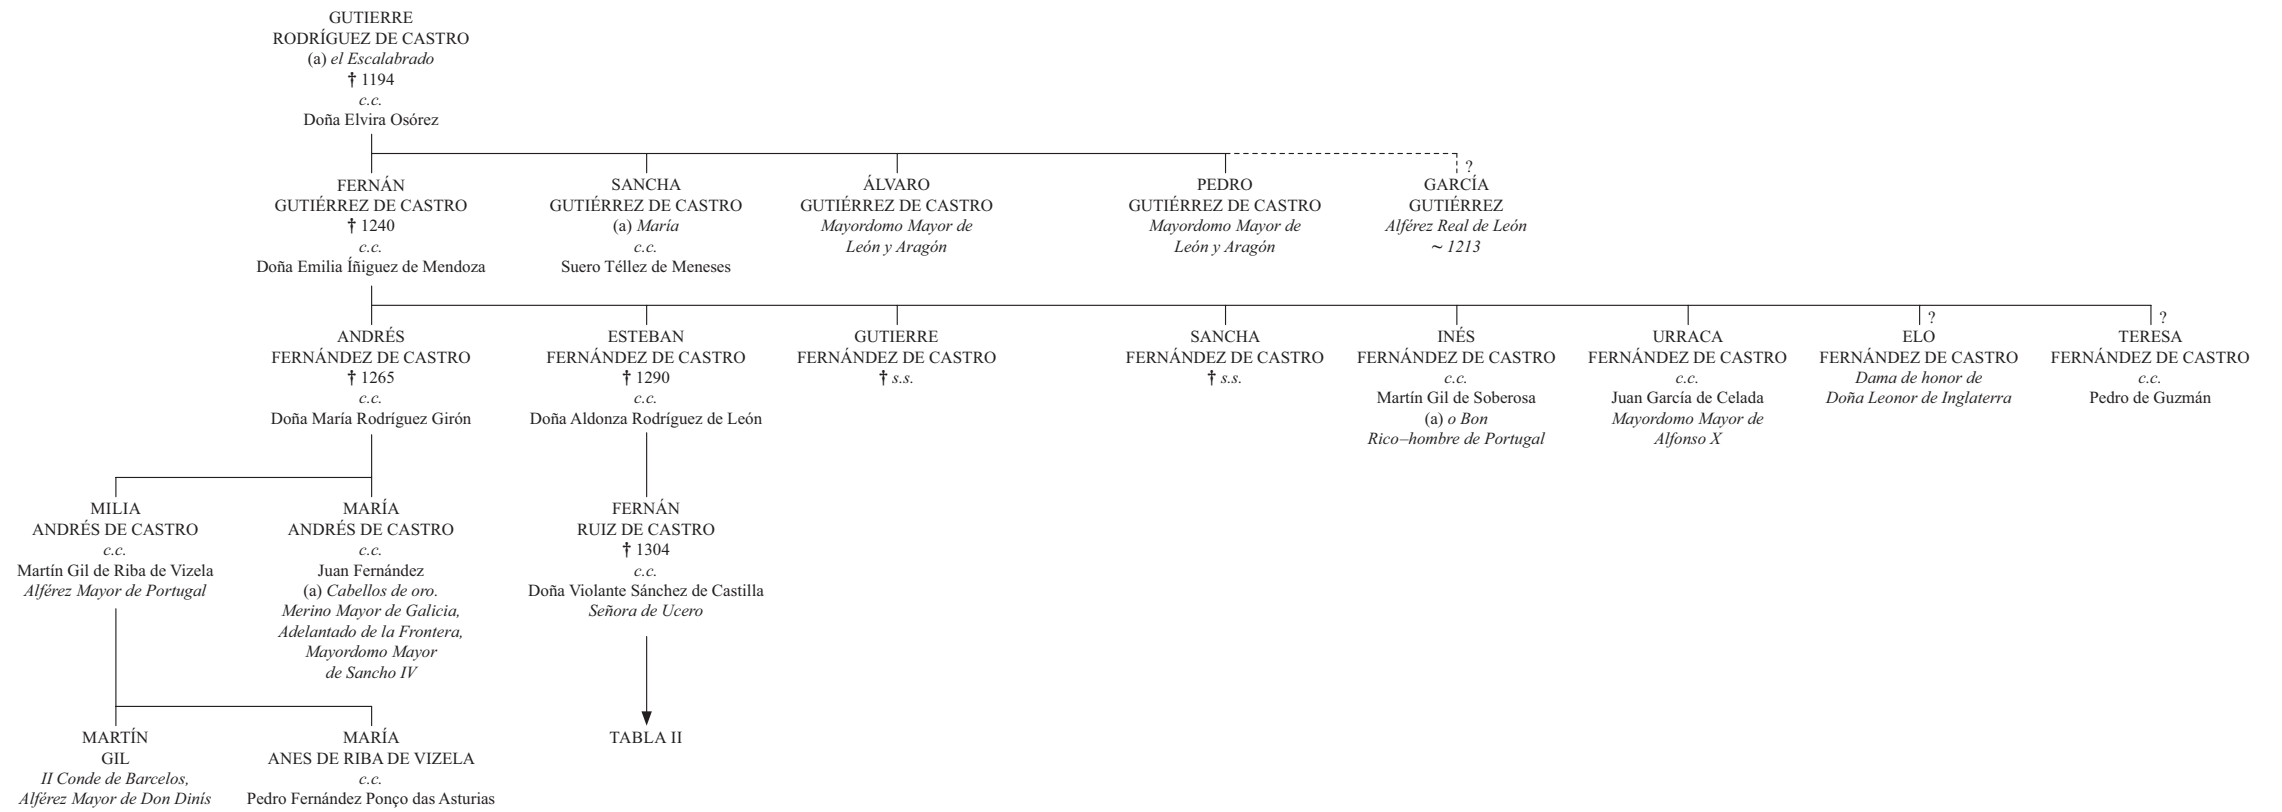 GUTIERRE
RODRÍGUEZ DE CASTRO
(a) el Escalabrado
† 1194
c.c.
Doña Elvira Osórez
?
FERNÁN
GUTIÉRREZ DE CASTRO
† 1240
c.c.
Doña Emilia Íñiguez de Mendoza
SANCHA
GUTIÉRREZ DE CASTRO
(a) María
c.c.
Suero Téllez de Meneses
ÁLVARO
GUTIÉRREZ DE CASTRO
Mayordomo Mayor de
León y Aragón
PEDRO
GUTIÉRREZ DE CASTRO
Mayordomo Mayor de
León y Aragón
GARCÍA
GUTIÉRREZ
Alférez Real de León
~ 1213
ANDRÉS
FERNÁNDEZ DE CASTRO
† 1265
c.c.
Doña María Rodríguez Girón
ESTEBAN
FERNÁNDEZ DE CASTRO
† 1290
c.c.
Doña Aldonza Rodríguez de León
GUTIERRE
FERNÁNDEZ DE CASTRO
† s.s.
SANCHA
FERNÁNDEZ DE CASTRO
† s.s.
INÉS
FERNÁNDEZ DE CASTRO
c.c.
Martín Gil de Soberosa
(a) o Bon
Rico–hombre de Portugal
URRACA
FERNÁNDEZ DE CASTRO
c.c.
Juan García de Celada
Mayordomo Mayor de
Alfonso X
?
ELO
FERNÁNDEZ DE CASTRO
Dama de honor de
Doña Leonor de Inglaterra
?
TERESA
FERNÁNDEZ DE CASTRO
c.c.
Pedro de Guzmán
MILIA
ANDRÉS DE CASTRO
c.c.
Martín Gil de Riba de Vizela
Alférez Mayor de Portugal
MARÍA
ANDRÉS DE CASTRO
c.c.
Juan Fernández
(a) Cabellos de oro.
Merino Mayor de Galicia,
Adelantado de la Frontera,
Mayordomo Mayor
de Sancho IV
FERNÁN
RUIZ DE CASTRO
† 1304
c.c.
Doña Violante Sánchez de Castilla
Señora de Ucero
MARTÍN
GIL
II Conde de Barcelos,
Alférez Mayor de Don Dinís
MARÍA
ANES DE RIBA DE VIZELA
c.c.
Pedro Fernández Ponço das Asturias
TABLA II